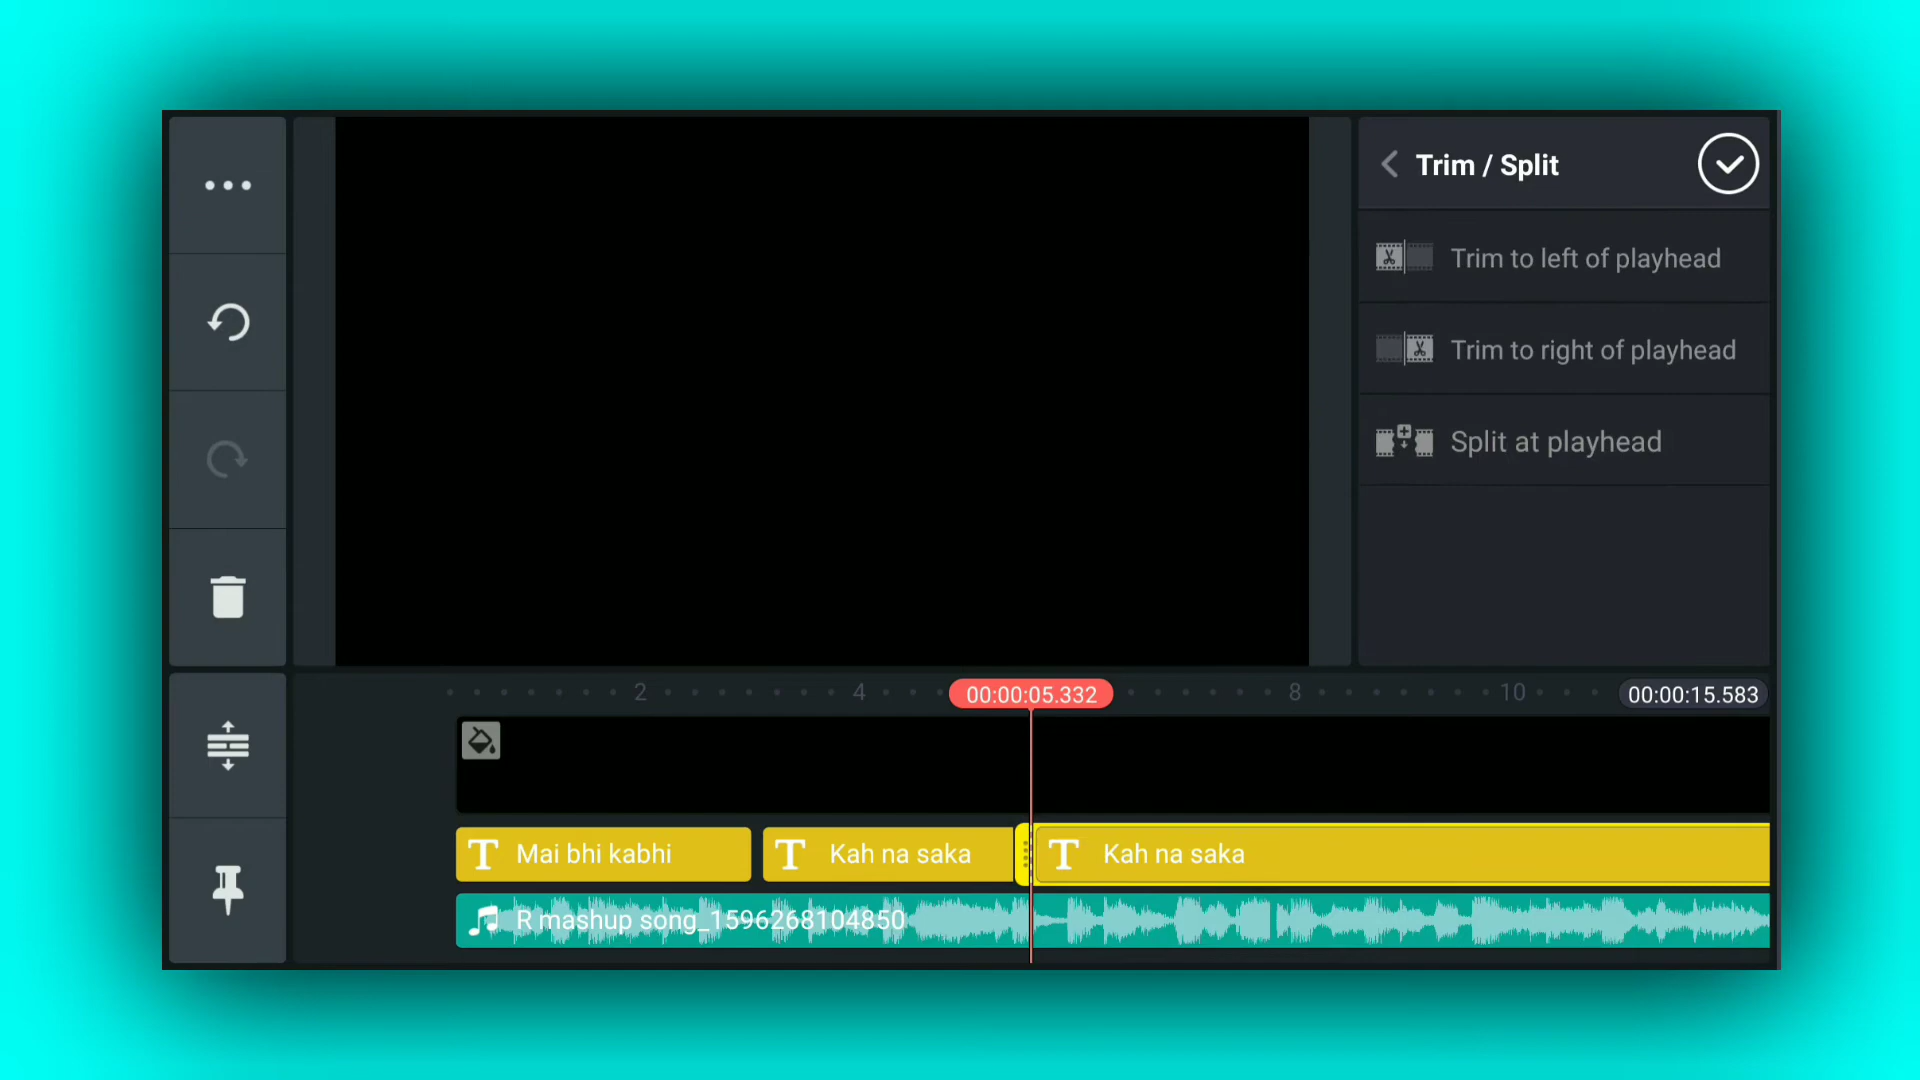 Trim / Split
Trim to left of playhead
Trim to right of playhead
Split at playhead
2
4
00:00:05.332
8
10
00:00:15.583
T Mai bhi kabhi
T Kah na saka
T Kah na saka
R mashup song_1596268104850